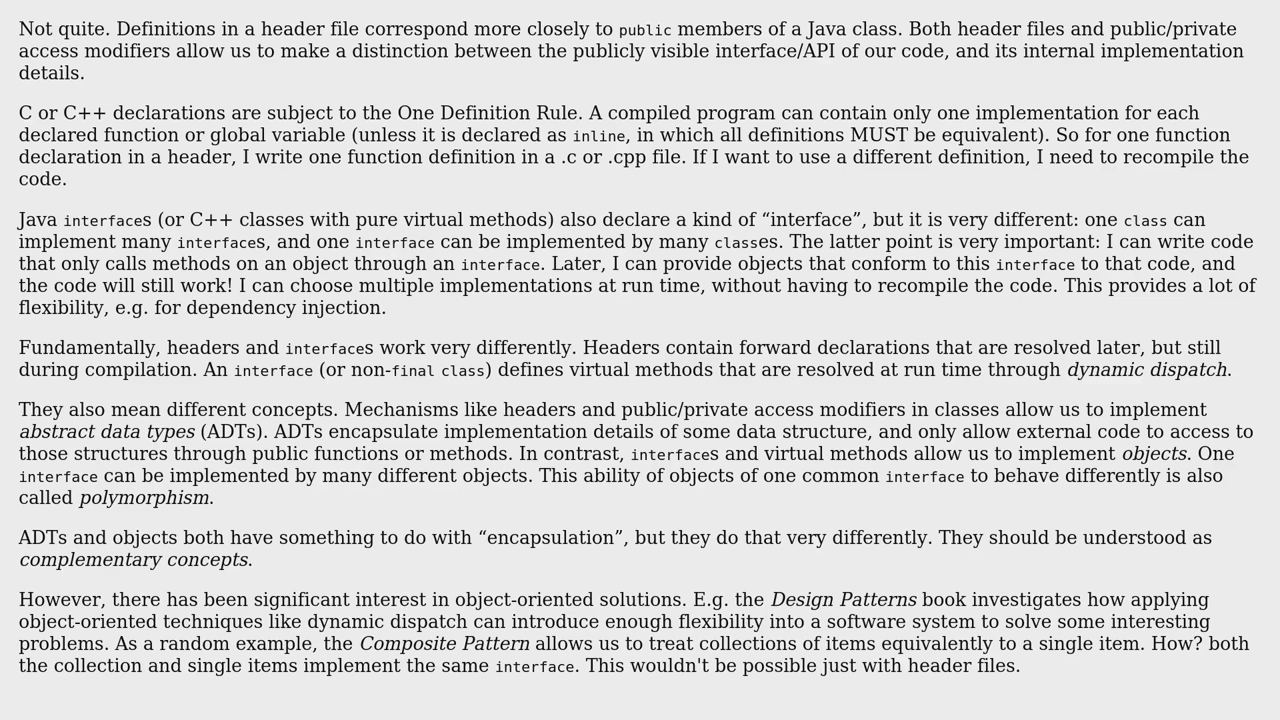 Not quite. Definitions in a header file correspond more closely to public members of a Java class. Both header files and public/private
access modifiers allow us to make a distinction between the publicly visible interface/API of our code, and its internal implementation
details.
C or C++ declarations are subject to the One Definition Rule. A compiled program can contain only one implementation for each
declared function or global variable (unless it is declared as inline, in which all definitions MUST be equivalent). So for one function
declaration in a header, I write one function definition in a .c or .cpp file. If I want to use a different definition, I need to recompile the
code.
Java interfaces (or C++ classes with pure virtual methods) also declare a kind of “interface”, but it is very different: one class can
implement many interfaces, and one interface can be implemented by many classes. The latter point is very important: I can write code
that only calls methods on an object through an interface. Later, I can provide objects that conform to this interface to that code, and
the code will still work! I can choose multiple implementations at run time, without having to recompile the code. This provides a lot of
flexibility, e.g. for dependency injection.
Fundamentally, headers and interfaces work very differently. Headers contain forward declarations that are resolved later, but still
during compilation. An interface (or non-final class) defines virtual methods that are resolved at run time through dynamic dispatch.
They also mean different concepts. Mechanisms like headers and public/private access modifiers in classes allow us to implement
abstract data types (ADTs). ADTs encapsulate implementation details of some data structure, and only allow external code to access to
those structures through public functions or methods. In contrast, interfaces and virtual methods allow us to implement objects. One
interface can be implemented by many different objects. This ability of objects of one common interface to behave differently is also
called polymorphism.
ADTs and objects both have something to do with “encapsulation”, but they do that very differently. They should be understood as
complementary concepts.
However, there has been significant interest in object-oriented solutions. E.g. the Design Patterns book investigates how applying
object-oriented techniques like dynamic dispatch can introduce enough flexibility into a software system to solve some interesting
problems. As a random example, the Composite Pattern allows us to treat collections of items equivalently to a single item. How? both
the collection and single items implement the same interface. This wouldn't be possible just with header files.